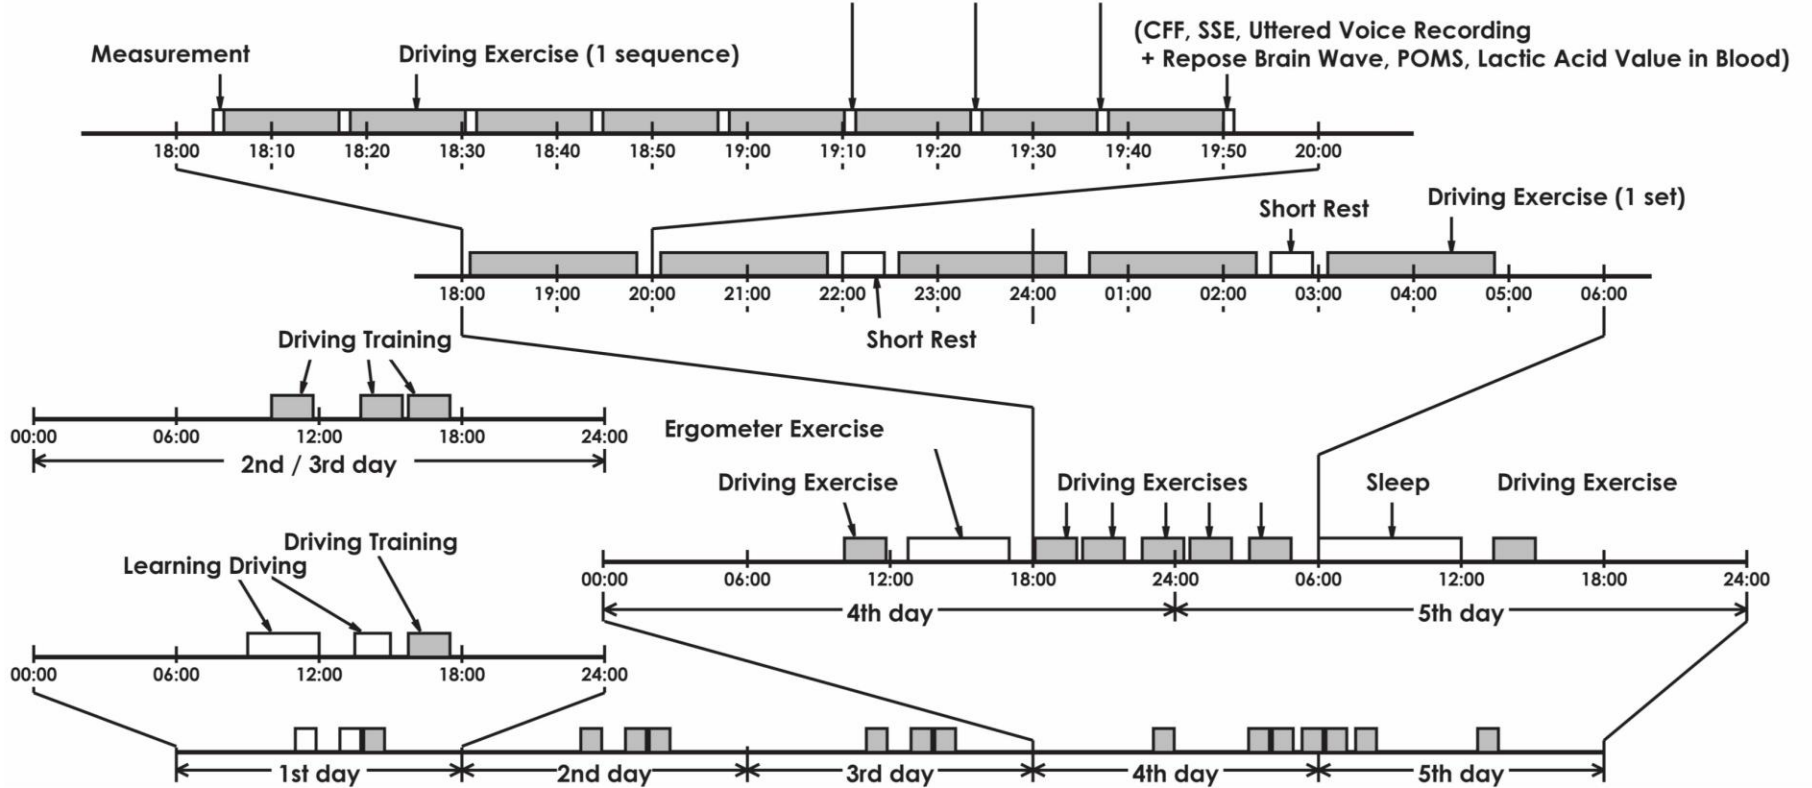 (CFF, SSE, Uttered Voice Recording
+ Repose Brain Wave, POMS, Lactic Acid Value in Blood)
Measurement
Driving Exercise (1 sequence)
18:00 18:10 18:20 18:30 18:40 18:50 19:00 19:10 19:20 19:30 19:40 19:50 20:00
Driving Exercise (1 set)
Short Rest
18:00 19:00 20:00 21:00 22:00 23:00 24:00 01:00 02:00 03:00 04:00 05:00 06:00
Short Rest
Driving Training
00:00 06:00 12:00 18:00 24:00
2nd / 3rd day
Ergometer Exercise
Driving Exercise Driving Exercises Sleep Driving Exercise
00:00 06:00 12:00 18:00 24:00 06:00 12:00 18:00 24:00
4th day 5th day
Driving Training
Learning Driving
00:00 06:00 12:00 18:00 24:00
1st day 2nd day 3rd day 4th day 5th day